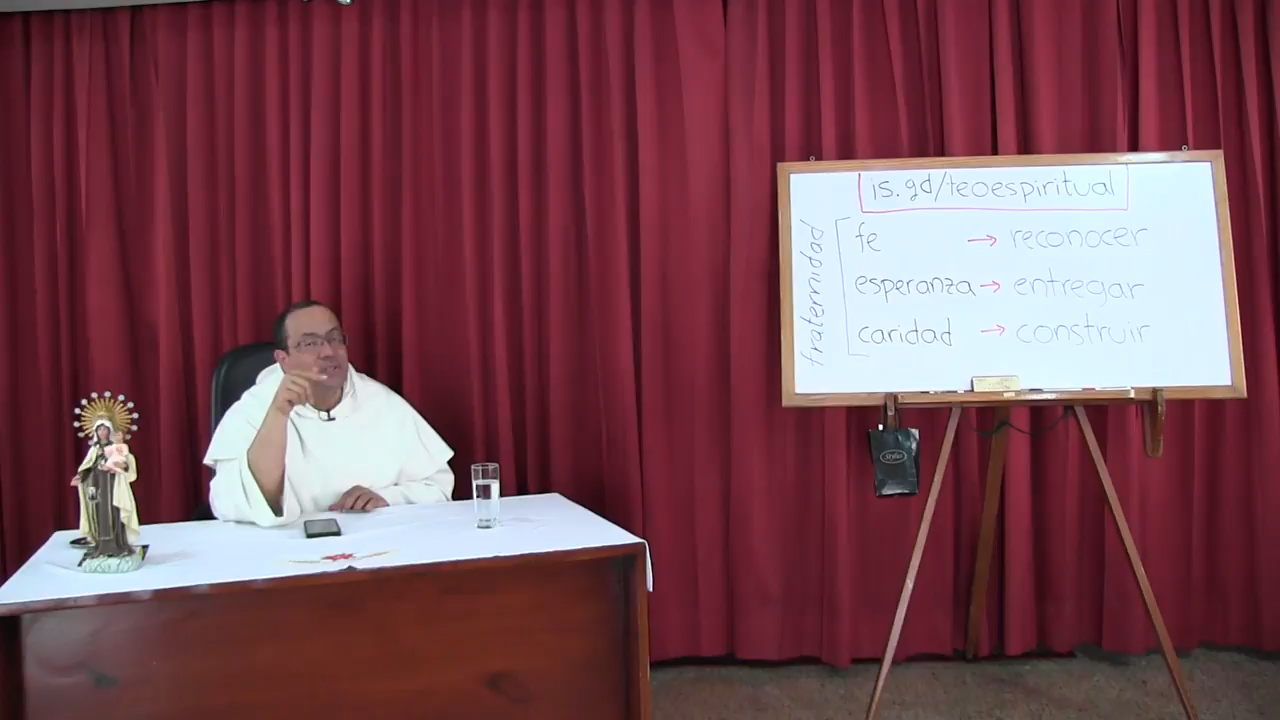 is.gd/teoespiritual
fraternidad
fe → reconocer
esperanza → entregar
caridad → construir